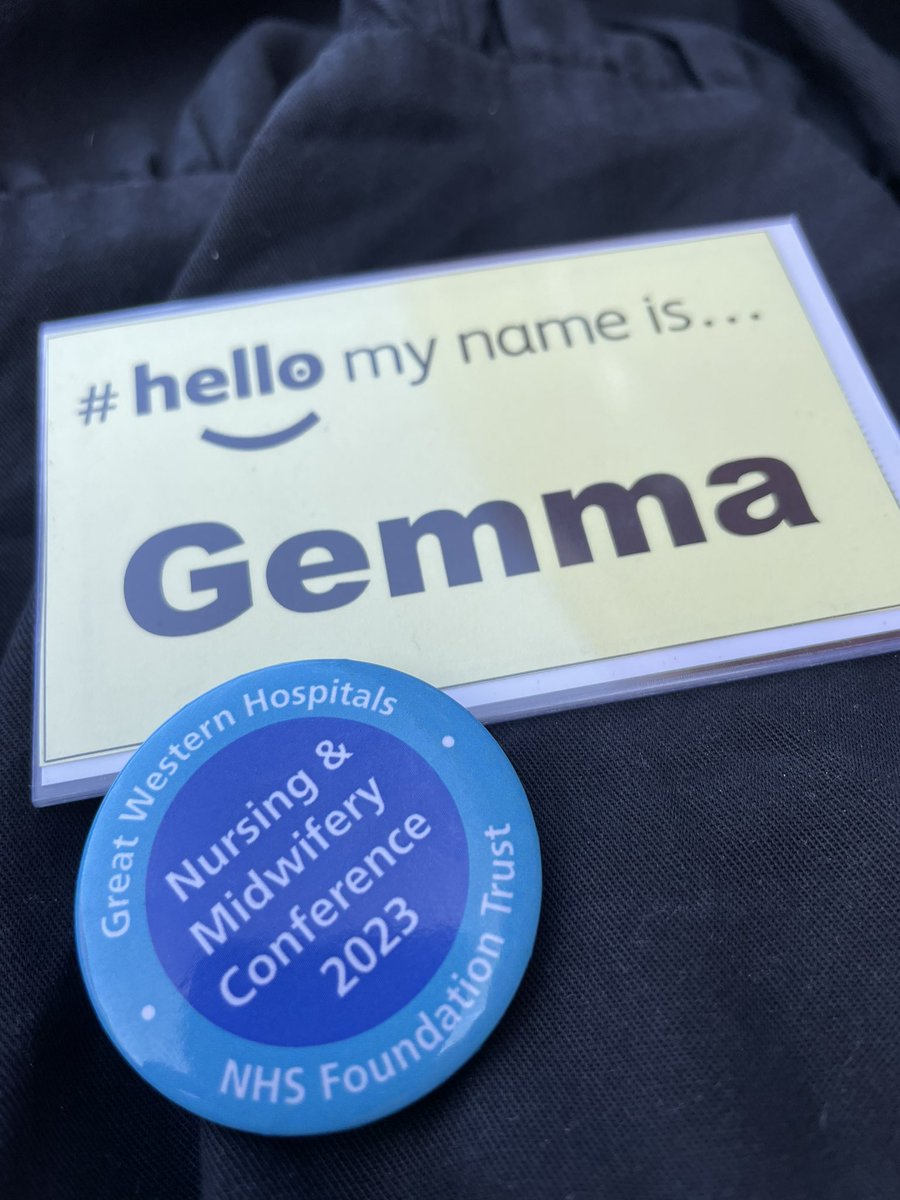 #hello my name is...
Gemma
Great Western Hospitals
Nursing &
Midwifery
Conference
2023
NHS Foundation Trust